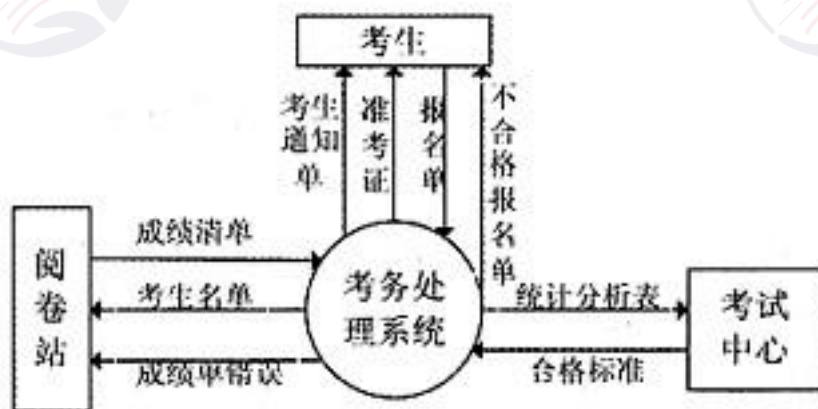 考生
考生
通知
单
准考证
报名单
不合格报名单
阅卷站
成绩清单
考生名单
成绩单错误
考务处
理系统
统计分析表
合格标准
考试
中心